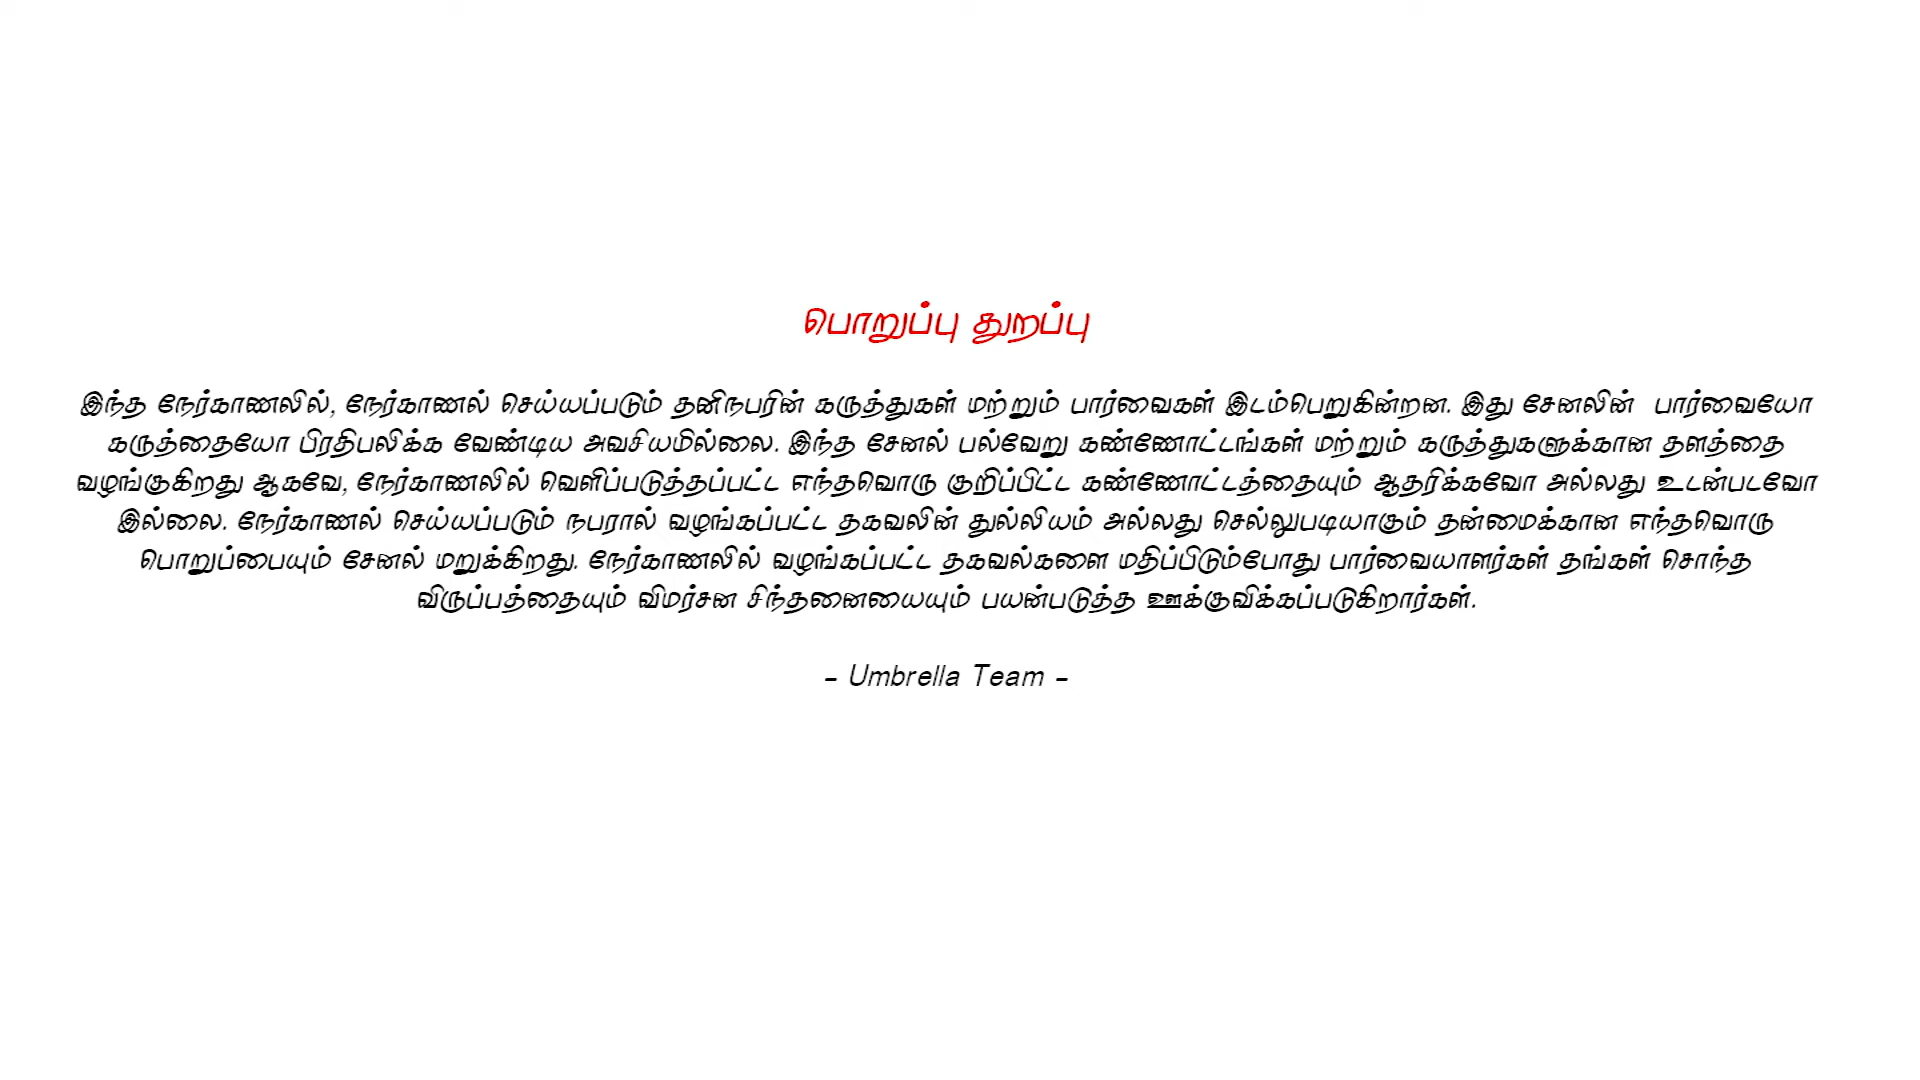 பொறுப்பு துறப்பு
இந்த நேர்காணலில், நேர்காணல் செய்யப்படும் தனிநபரின் கருத்துகள் மற்றும் பார்வைகள் இடம்பெறுகின்றன. இது சேனலின் பார்வையோ
கருத்தையோ பிரதிபலிக்க வேண்டிய அவசியமில்லை. இந்த சேனல் பல்வேறு கண்ணோட்டங்கள் மற்றும் கருத்துகளுக்கான தளத்தை
வழங்குகிறது ஆகவே, நேர்காணலில் வெளிப்படுத்தப்பட்ட எந்தவொரு குறிப்பிட்ட கண்ணோட்டத்தையும் ஆதரிக்கவோ அல்லது உடன்படவோ
இல்லை. நேர்காணல் செய்யப்படும் நபரால் வழங்கப்பட்ட தகவலின் துல்லியம் அல்லது செல்லுபடியாகும் தன்மைக்கான எந்தவொரு
பொறுப்பையும் சேனல் மறுக்கிறது. நேர்காணலில் வழங்கப்பட்ட தகவல்களை மதிப்பிடும்போது பார்வையாளர்கள் தங்கள் சொந்த
விருப்பத்தையும் விமர்சன சிந்தனையையும் பயன்படுத்த ஊக்குவிக்கப்படுகிறார்கள்.
- Umbrella Team -